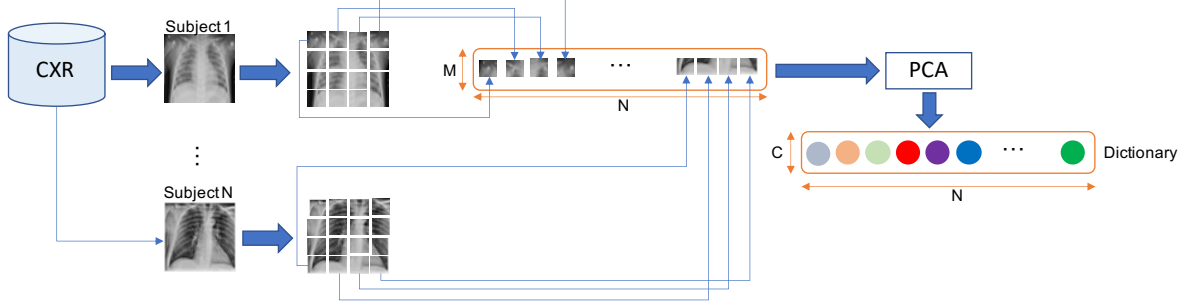 Subject 1
CXR
M
...
N
PCA
C
...
Dictionary
N
...
Subject N